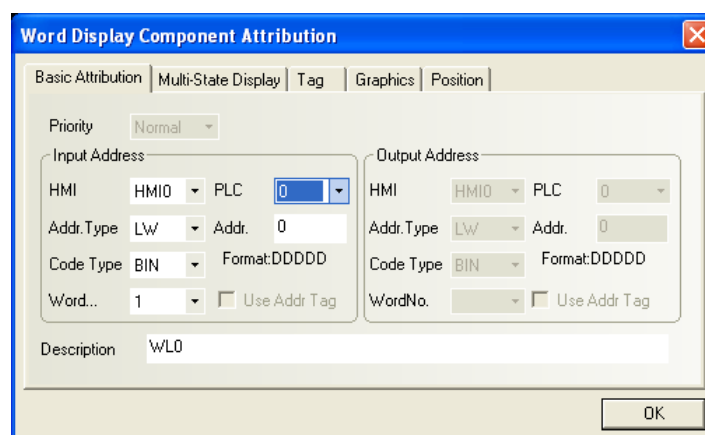 Word Display Component Attribution
Basic Attribution Multi-State Display Tag Graphics Position
Priority Normal
Input Address Output Address
HMI HMI0 PLC 0 HMI HMI0 PLC 0
Addr.Type LW Addr. 0 Addr.Type LW Addr. 0
Code Type BIN Format:DDDDD Code Type BIN Format:DDDDD
Word... 1 Use Addr Tag WordNo. Use Addr Tag
Description WL0
OK